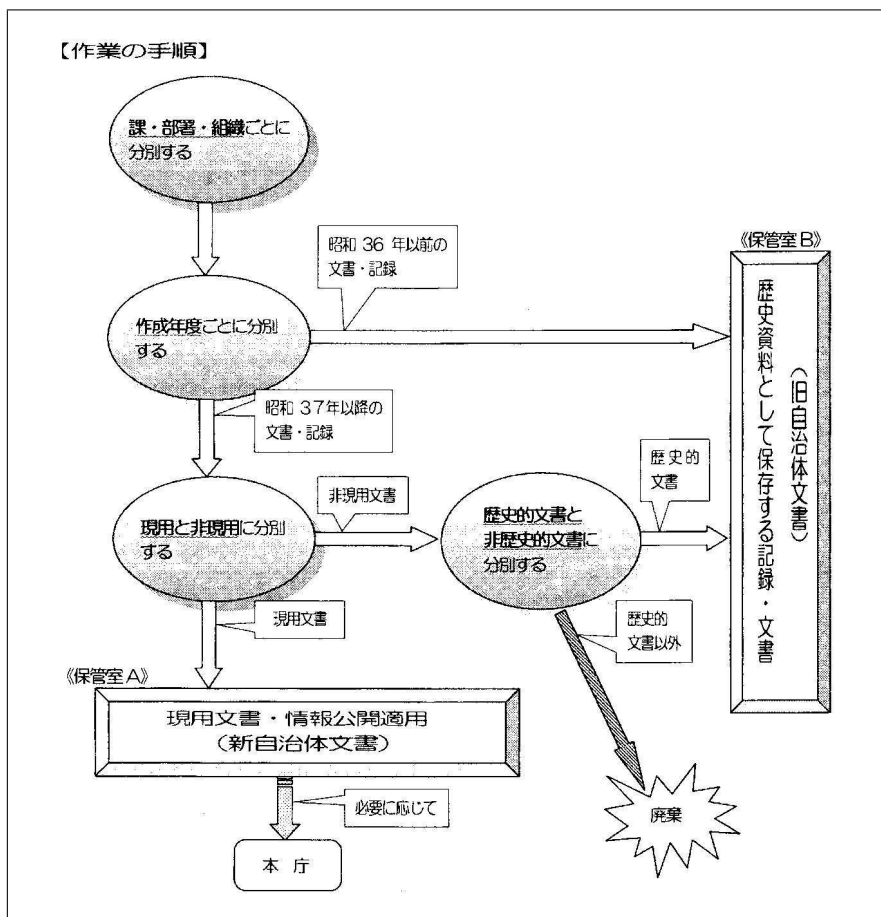 【作業の手順】
課・部署・組織ごとに
分別する
昭和 36 年以前の
文書・記録
《保管室B》
作成年度ごとに分別
する
歴史資料として保存する記録・文書
（旧自治体文書）
昭和 37年以降の
文書・記録
現用と非現用に分別
する
非現用文書
歴史的文書と
非歴史的文書に
分別する
歴史的
文書
現用文書
歴史的
文書以外
《保管室A》
現用文書・情報公開適用
（新自治体文書）
必要に応じて
本 庁
廃棄